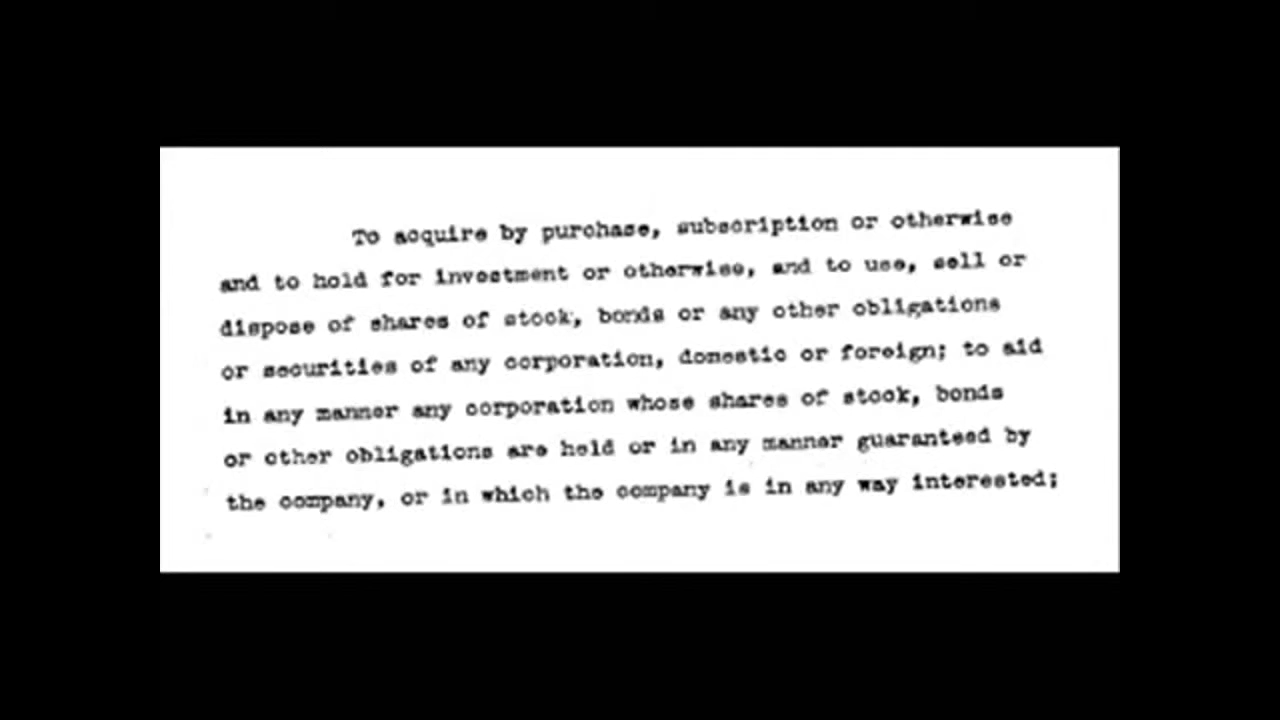 To acquire by purchase, subscription or otherwise
and to hold for investment or otherwise, and to use, sell or
dispose of shares of stock, bonds or any other obligations
or securities of any corporation, domestic or foreign; to aid
in any manner any corporation whose shares of stock, bonds
or other obligations are held or in any manner guaranteed by
the company, or in which the company is in any way interested;